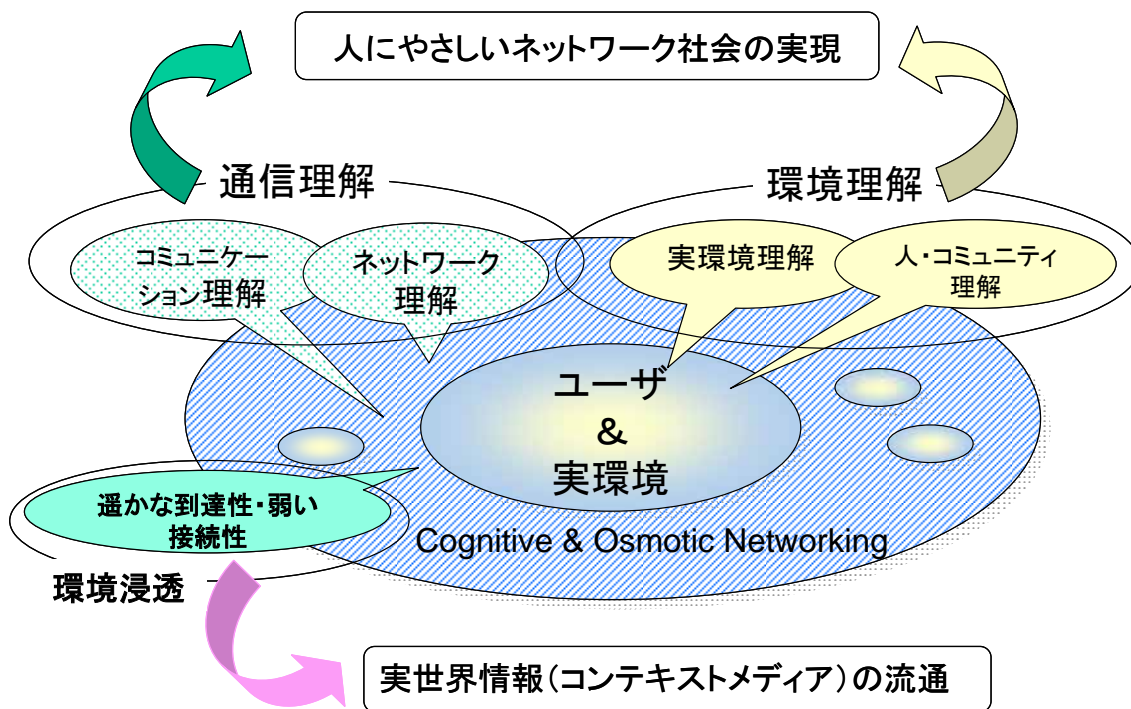 人にやさしいネットワーク社会の実現
通信理解
環境理解
コミュニケー
ション理解
ネットワーク
理解
実環境理解
人・コミュニティ
理解
ユーザ
&
実環境
遥かな到達性・弱い
接続性
Cognitive & Osmotic Networking
環境浸透
実世界情報(コンテキストメディア)の流通